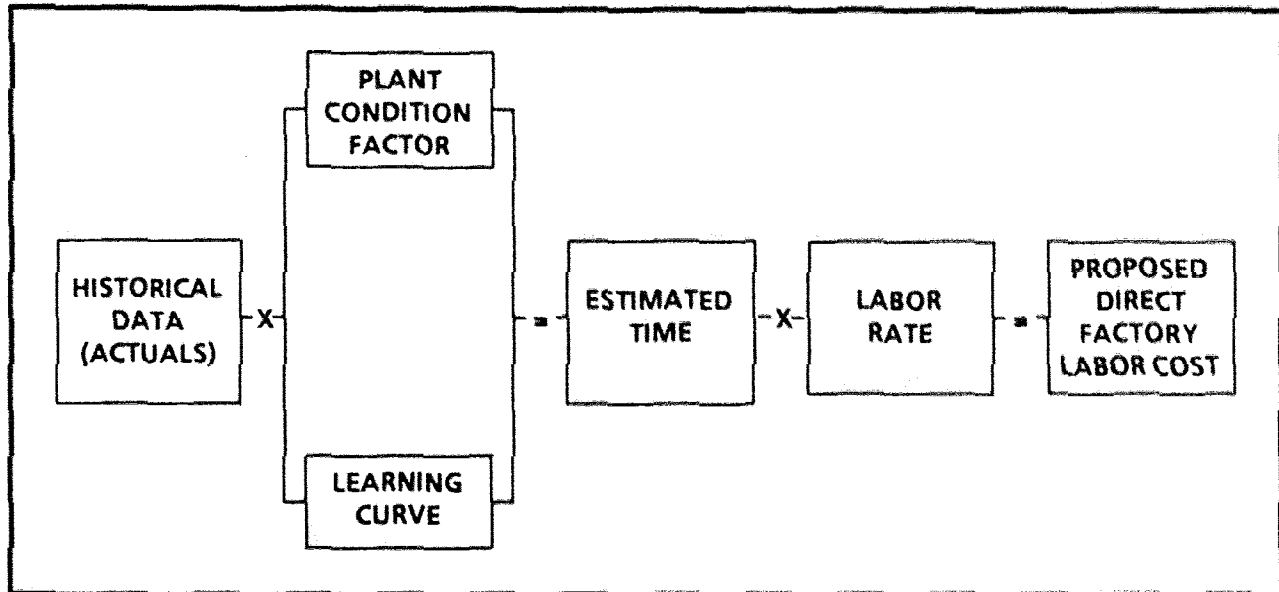 PLANT
CONDITION
FACTOR
HISTORICAL
DATA
(ACTUALS)
X
=
ESTIMATED
TIME
X
LABOR
RATE
=
PROPOSED
DIRECT
FACTORY
LABOR COST
LEARNING
CURVE